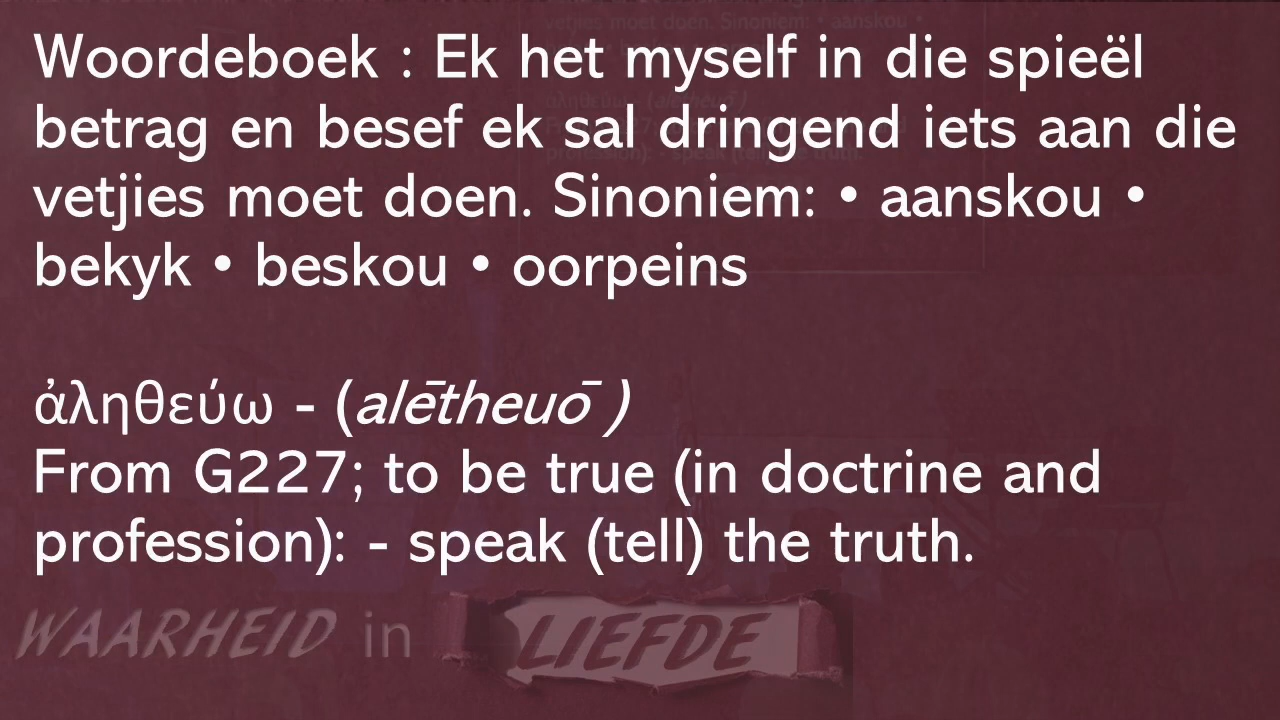 Woordeboek : Ek het myself in die spieël
betrag en besef ek sal dringend iets aan die
vetjies moet doen. Sinoniem: • aanskou •
bekyk • beskou • oorpeins
ἀληθεύω - (alētheuō )
From G227; to be true (in doctrine and
profession): - speak (tell) the truth.
WAARHEID in LIEFDE